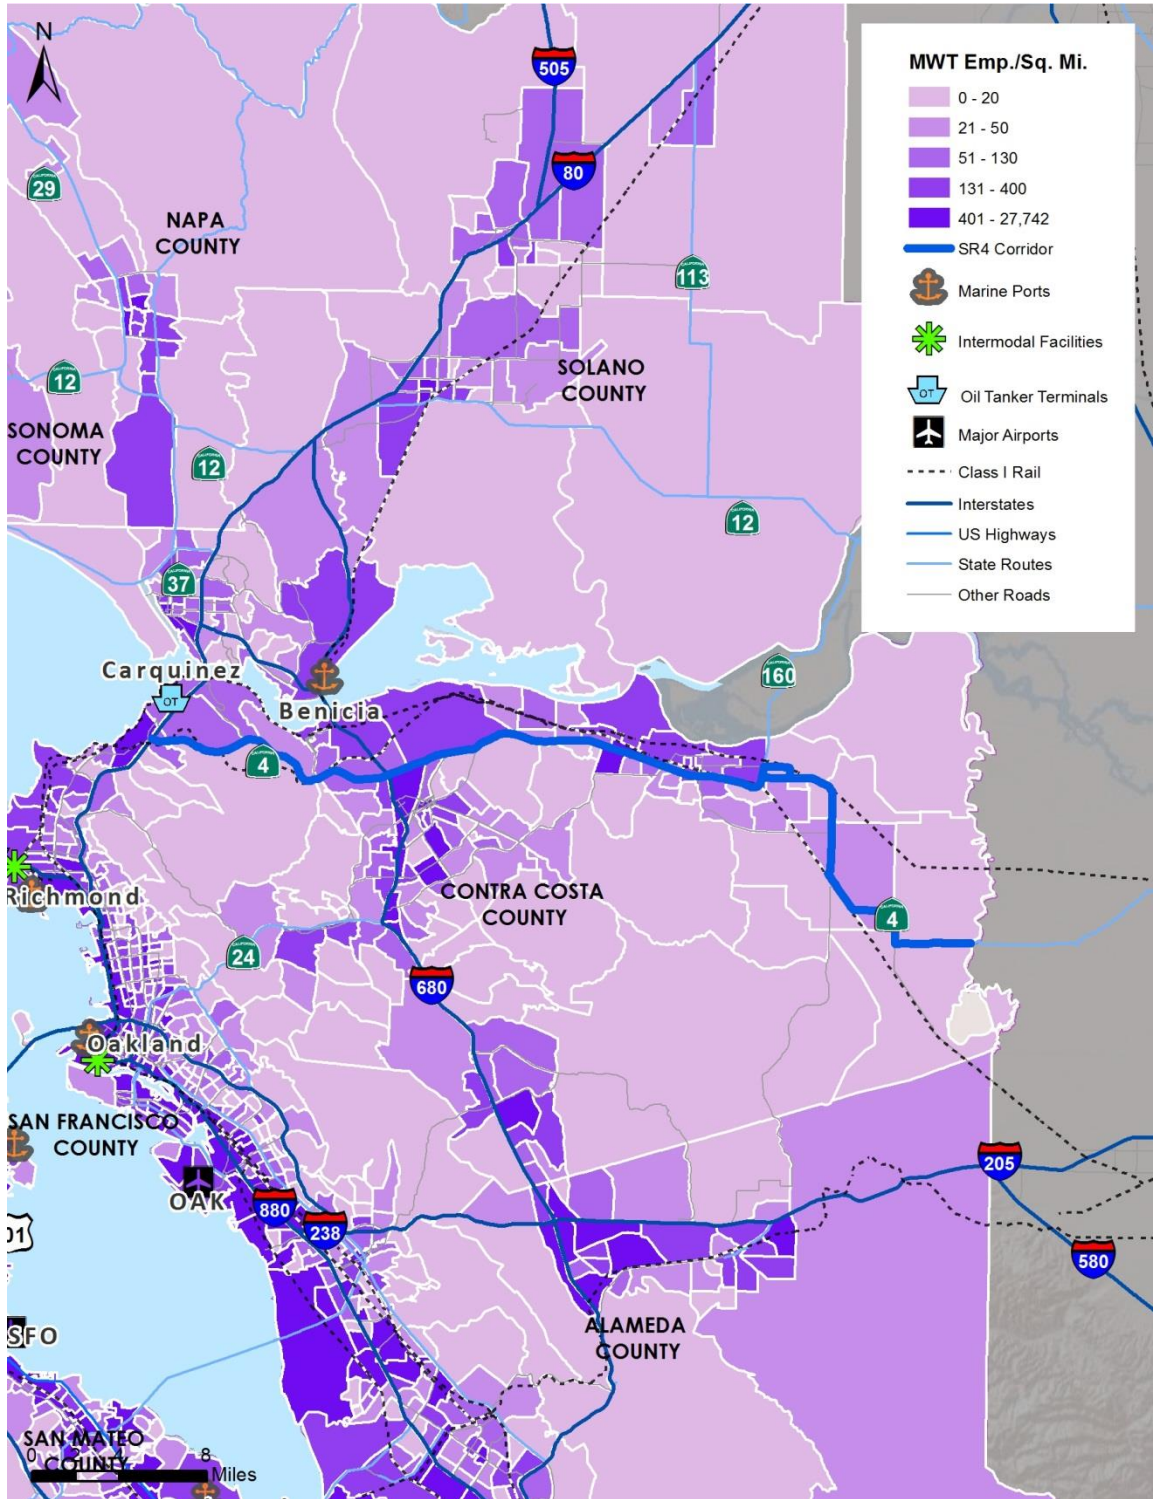 N
505
80
29
NAPA
COUNTY
113
12
SONOMA
COUNTY
SOLANO
COUNTY
12
12
37
160
Carquinez
OT
Benicia
4
Richmond
CONTRA COSTA
COUNTY
4
24
680
Oakland
SAN FRANCISCO
COUNTY
OAK
880
238
205
580
01
SFO
ALAMEDA
COUNTY
SAN MATEO
COUNTY
0 2 4 8
Miles
MWT Emp./Sq. Mi.
0 - 20
21 - 50
51 - 130
131 - 400
401 - 27,742
SR4 Corridor
Marine Ports
Intermodal Facilities
OT
Oil Tanker Terminals
Major Airports
Class I Rail
Interstates
US Highways
State Routes
Other Roads